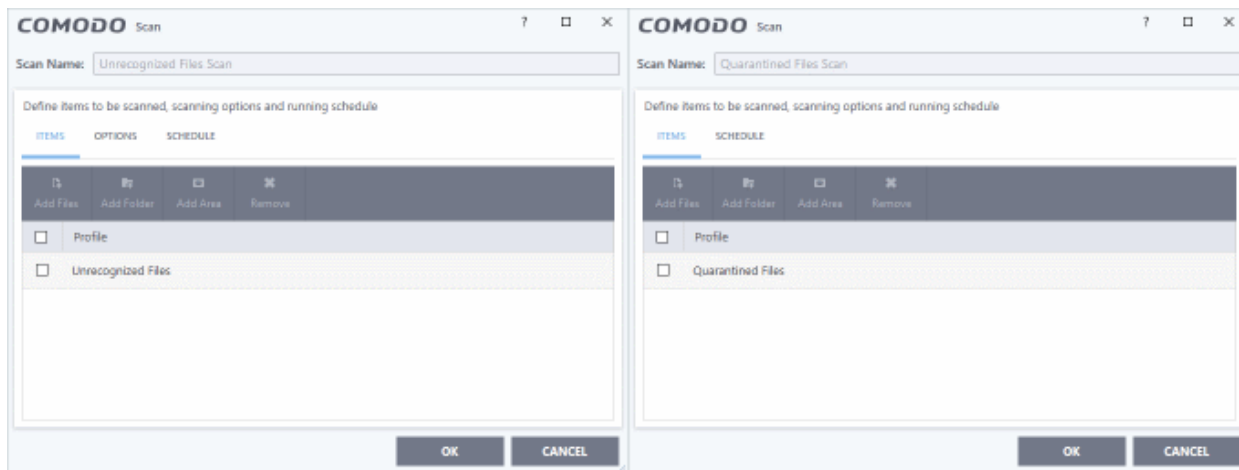 COMODO Scan ?
Scan Name: Unrecognized Files Scan
Define items to be scanned, scanning options and running schedule
ITEMS OPTIONS SCHEDULE
Add Files Add Folder Add Area Remove
Profile
Unrecognized Files
OK CANCEL
COMODO Scan ?
Scan Name: Quarantined Files Scan
Define items to be scanned, scanning options and running schedule
ITEMS SCHEDULE
Add Files Add Folder Add Area Remove
Profile
Quarantined Files
OK CANCEL